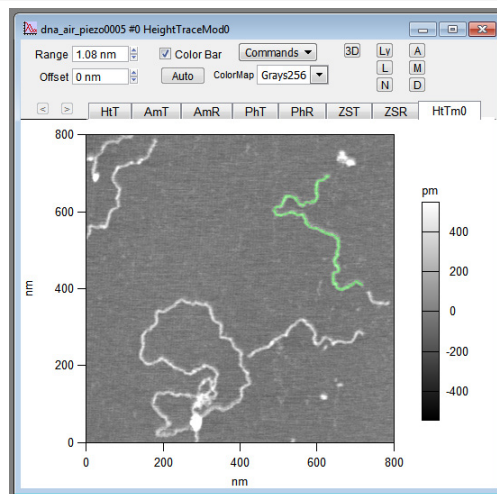 dna_air_piezo0005 #0 HeightTraceMod0
Range 1.08 nm Color Bar Commands 3D Ly A
L M
Offset 0 nm Auto ColorMap Grays256 N D
< > HtT AmT AmR PhT PhR ZST ZSR HtTm0
800
600
400
200
0
nm
0 200 400 600 800
nm
pm
400
200
0
-200
-400